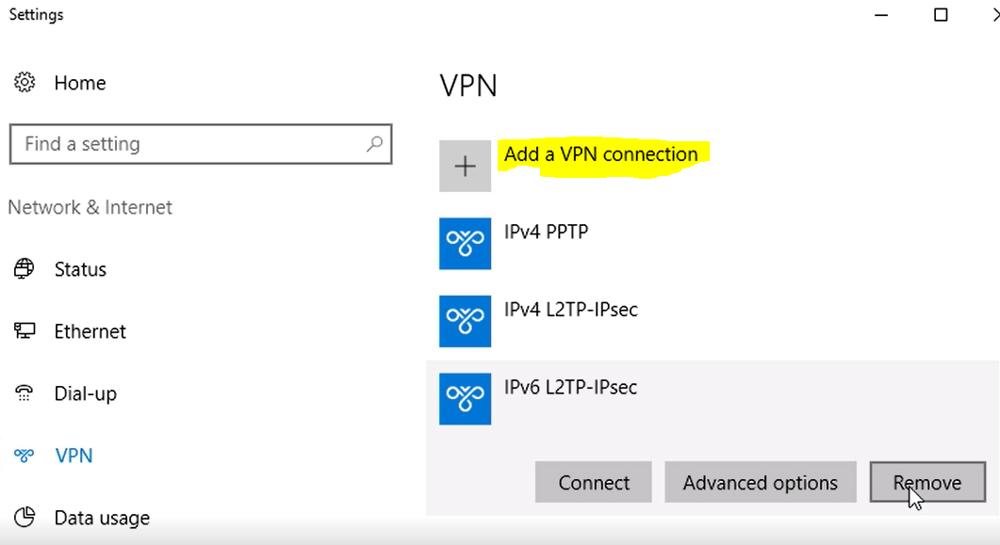 Settings
Home
Find a setting
Network & Internet
Status
Ethernet
Dial-up
VPN
Data usage
VPN
Add a VPN connection
IPv4 PPTP
IPv4 L2TP-IPsec
IPv6 L2TP-IPsec
Connect
Advanced options
Remove